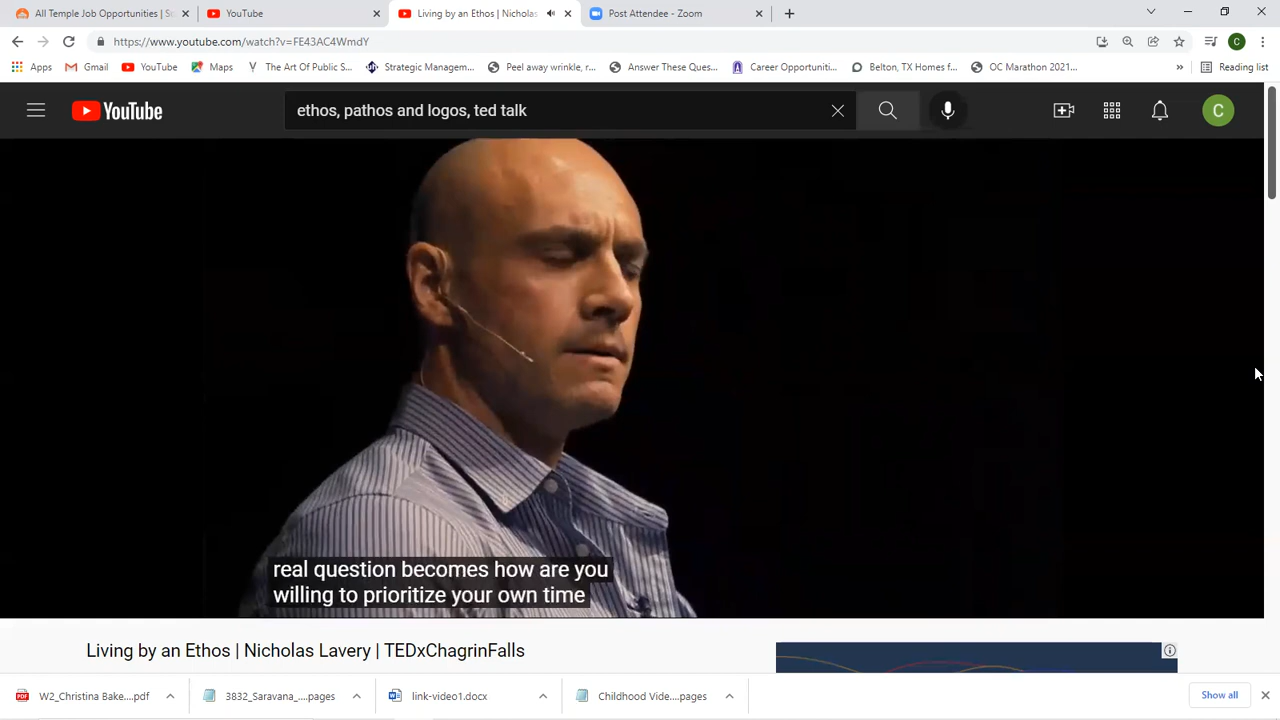 All Temple Job Opportunities | Sk
YouTube
Living by an Ethos | Nicholas
Post Attendee - Zoom
https://www.youtube.com/watch?v=FE43AC4WmdY
Apps
Gmail
YouTube
Maps
The Art Of Public S...
Strategic Managem...
Peel away wrinkle, r...
Answer These Que...
Career Opportuniti...
Belton, TX Homes f...
OC Marathon 2021...
»
Reading list
YouTube
ethos, pathos and logos, ted talk
C
real question becomes how are you
willing to prioritize your own time
Living by an Ethos | Nicholas Lavery | TEDxChagrinFalls
W2_Christina Bake....pdf
3832_Saravana_....pages
link-video1.docx
Childhood Vide....pages
Show all